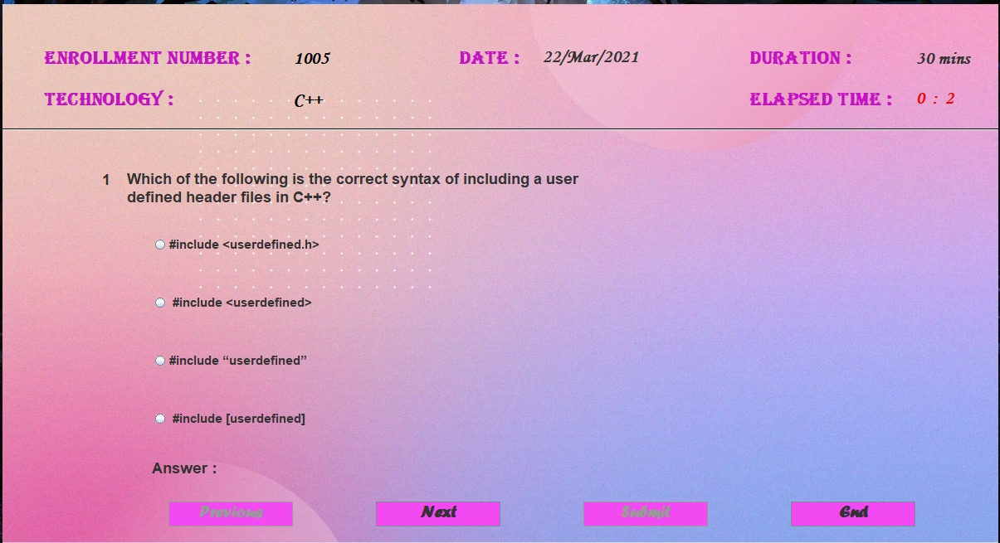 ENROLLMENT NUMBER : 1005 DATE : 22/Mar/2021 DURATION : 30 mins
TECHNOLOGY : C++ ELAPSED TIME : 0 : 2
1 Which of the following is the correct syntax of including a user
defined header files in C++?
#include <userdefined.h>
#include <userdefined>
#include “userdefined”
#include [userdefined]
Answer :
Previous Next Submit End